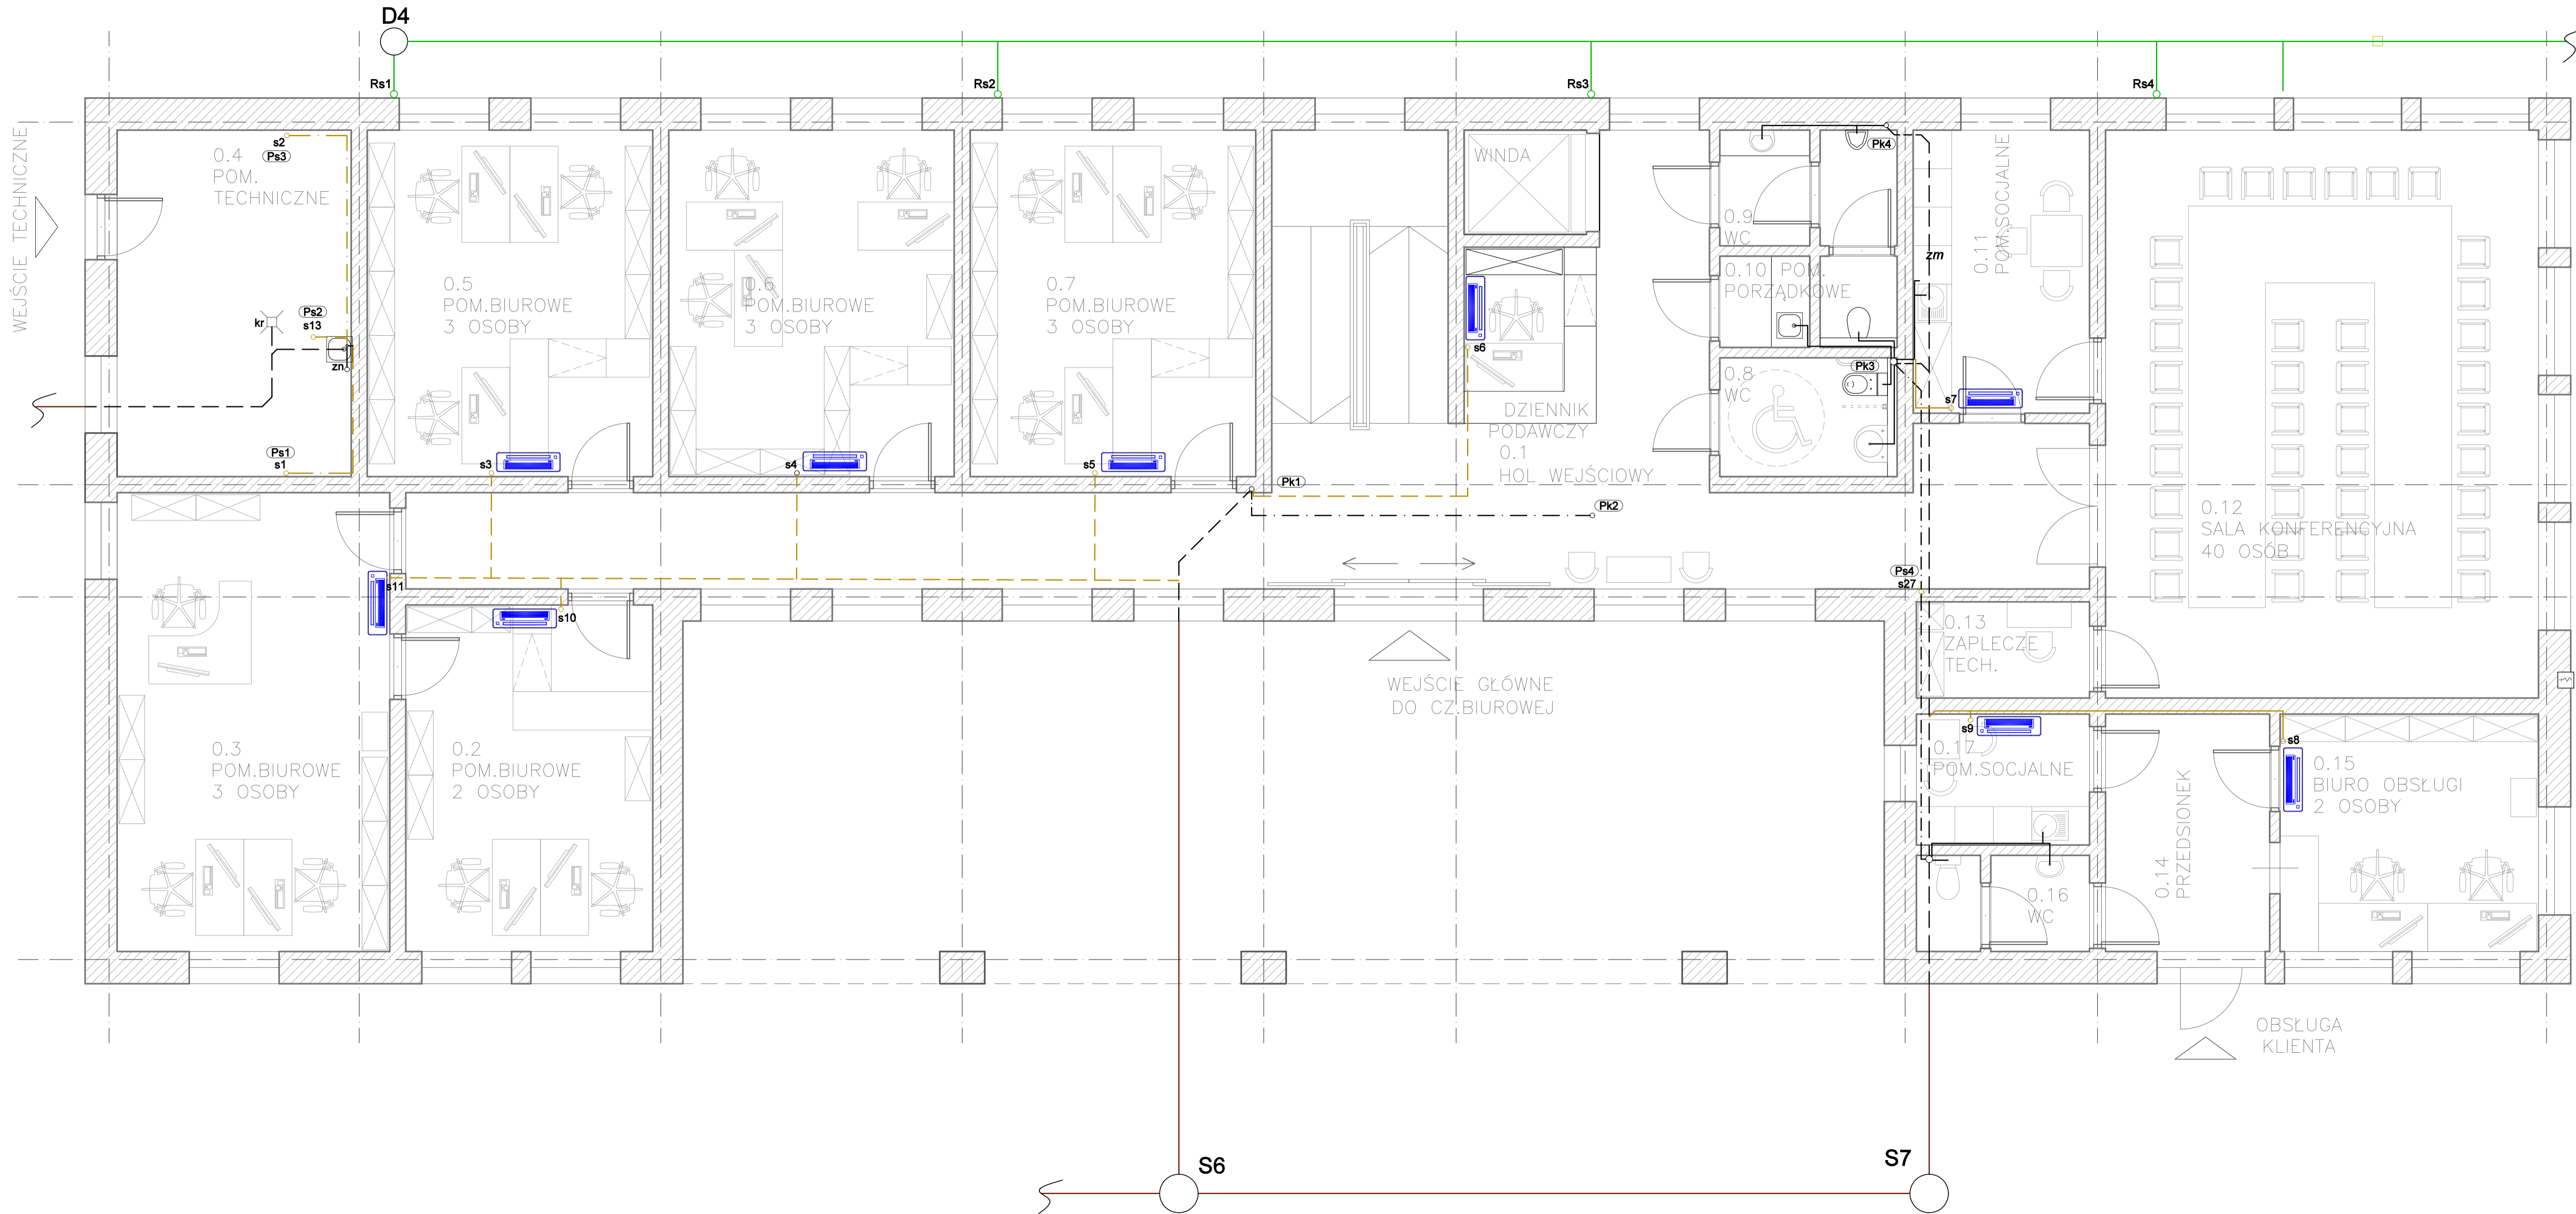 D4
Rs1
Rs2
Rs3
Rs4
WEJŚCIE TECHNICZNE
s2
Ps3
0.4
POM.
TECHNICZNE
kr
Ps2
s13
zn
Ps1
s1
0.5
POM.BIUROWE
3 OSOBY
s3
0.6
POM.BIUROWE
3 OSOBY
s4
0.7
POM.BIUROWE
3 OSOBY
s5
Pk1
Pk2
WINDA
s6
DZIENNIK
PODAWCZY
0.1
HOL WEJŚCIOWY
0.9
WC
Pk4
0.10 POM.
PORZĄDKOWE
0.8
WC
Pk3
zm
0.11
POM.SOCJALNE
s7
0.12
SALA KONFERENCYJNA
40 OSÓB
s11
s10
Ps4
s27
0.13
ZAPLECZE
TECH.
WEJŚCIE GŁÓWNE
DO CZ.BIUROWEJ
0.3
POM.BIUROWE
3 OSOBY
0.2
POM.BIUROWE
2 OSOBY
s9
0.17
POM.SOCJALNE
s8
0.15
BIURO OBSŁUGI
2 OSOBY
0.14
PRZEDSIONEK
0.16
WC
OBSŁUGA
KLIENTA
S6
S7